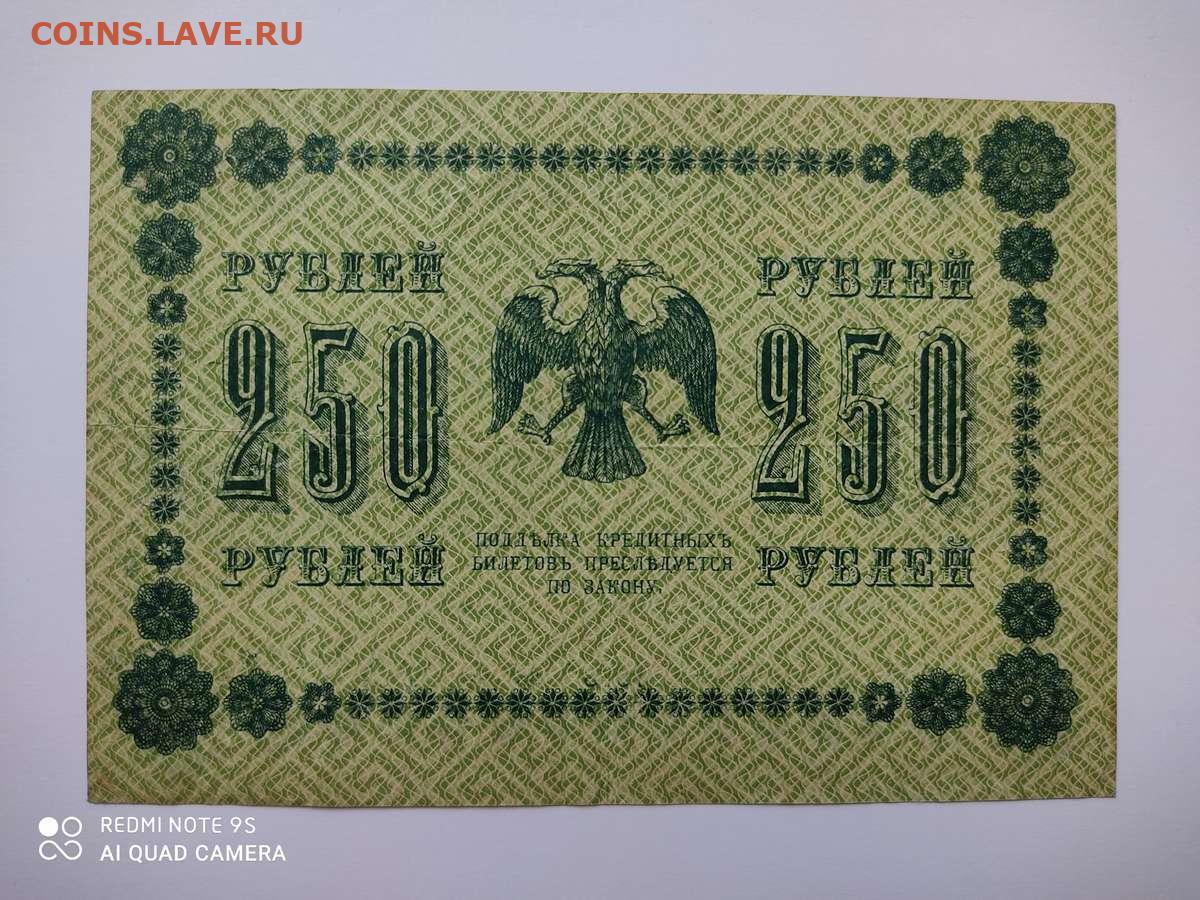 COINS.LAVE.RU
РУБЛЕЙ
РУБЛЕЙ
250
250
РУБЛЕЙ
ПОДДѢЛКА КРЕДИТНЫХЪ
БИЛЕТОВЪ ПРЕСЛѢДУЕТСЯ
ПО ЗАКОНУ.
РУБЛЕЙ
REDMI NOTE 9S
AI QUAD CAMERA